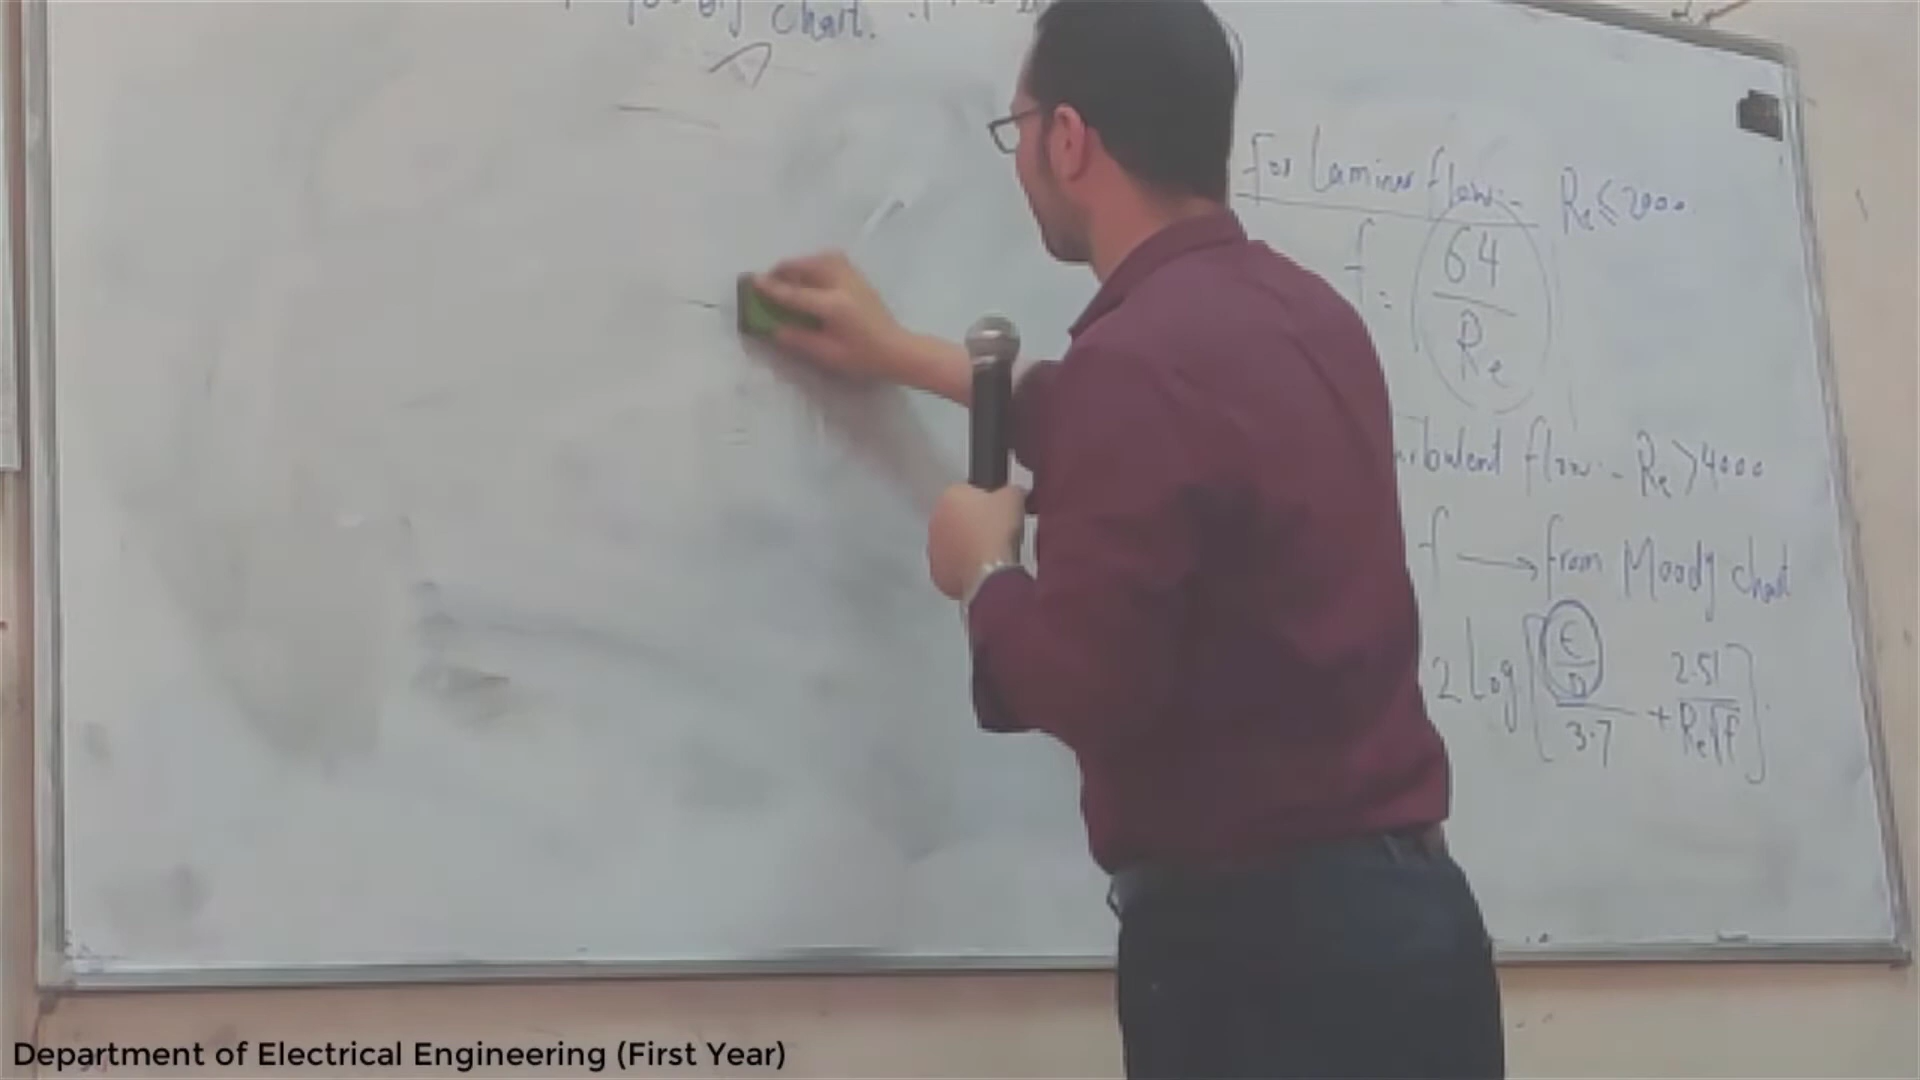 chart.
for Laminar flow:- Re ≤ 2000
f = 64 / Re
flow:- Re > 4000
f → from Moody chart
2 log [ (ϵ/D) / 3.7 + 2.51 / Re√f ]
Department of Electrical Engineering (First Year)